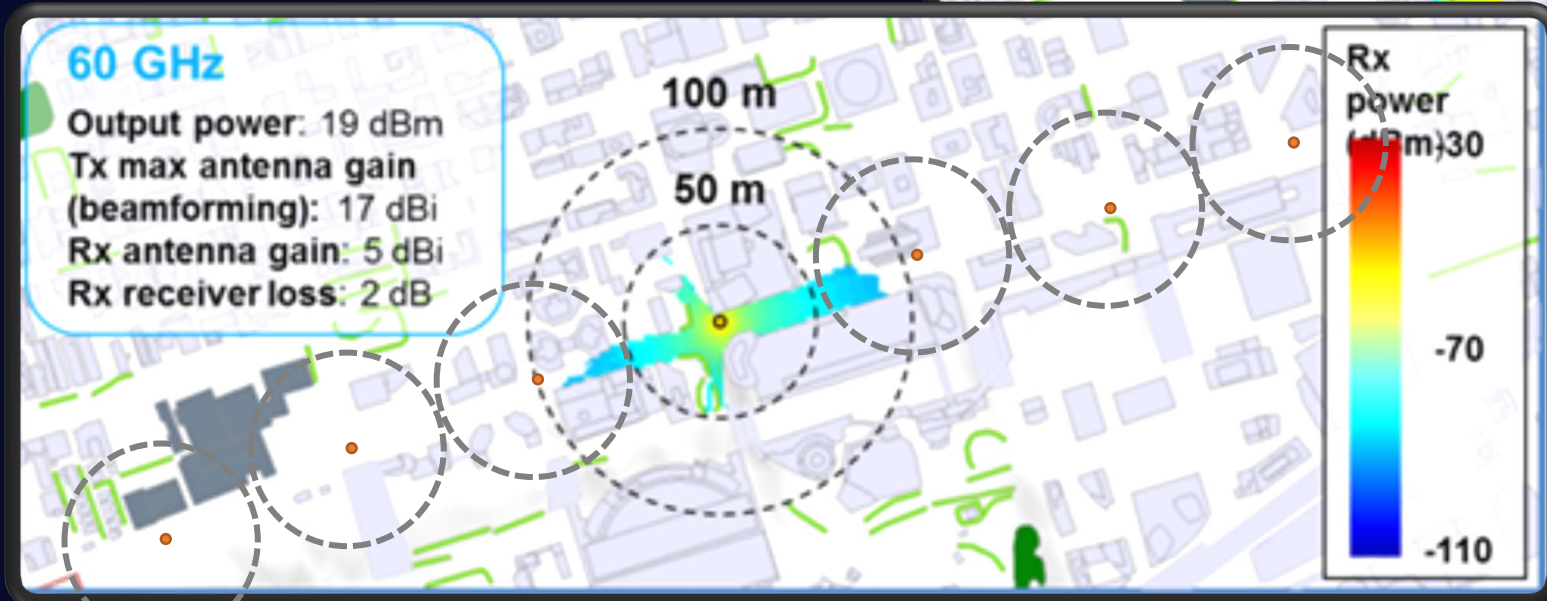 60 GHz
Output power: 19 dBm
Tx max antenna gain
(beamforming): 17 dBi
Rx antenna gain: 5 dBi
Rx receiver loss: 2 dB
100 m
50 m
Rx
power
(dBm)-30
-70
-110